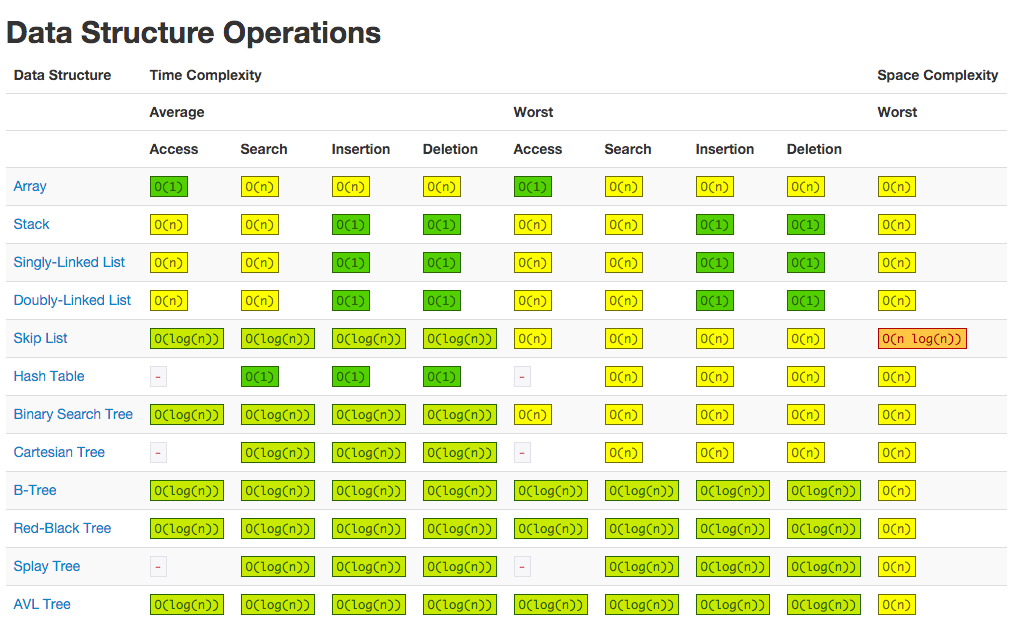 Data Structure Operations
Data Structure Time Complexity Space Complexity
Average Worst Worst
Access Search Insertion Deletion Access Search Insertion Deletion
Array O(1) O(n) O(n) O(n) O(1) O(n) O(n) O(n) O(n)
Stack O(n) O(n) O(1) O(1) O(n) O(n) O(1) O(1) O(n)
Singly-Linked List O(n) O(n) O(1) O(1) O(n) O(n) O(1) O(1) O(n)
Doubly-Linked List O(n) O(n) O(1) O(1) O(n) O(n) O(1) O(1) O(n)
Skip List O(log(n)) O(log(n)) O(log(n)) O(log(n)) O(n) O(n) O(n) O(n) O(n log(n))
Hash Table - O(1) O(1) O(1) - O(n) O(n) O(n) O(n)
Binary Search Tree O(log(n)) O(log(n)) O(log(n)) O(log(n)) O(n) O(n) O(n) O(n) O(n)
Cartesian Tree - O(log(n)) O(log(n)) O(log(n)) - O(n) O(n) O(n) O(n)
B-Tree O(log(n)) O(log(n)) O(log(n)) O(log(n)) O(log(n)) O(log(n)) O(log(n)) O(log(n)) O(n)
Red-Black Tree O(log(n)) O(log(n)) O(log(n)) O(log(n)) O(log(n)) O(log(n)) O(log(n)) O(log(n)) O(n)
Splay Tree - O(log(n)) O(log(n)) O(log(n)) - O(log(n)) O(log(n)) O(log(n)) O(n)
AVL Tree O(log(n)) O(log(n)) O(log(n)) O(log(n)) O(log(n)) O(log(n)) O(log(n)) O(log(n)) O(n)